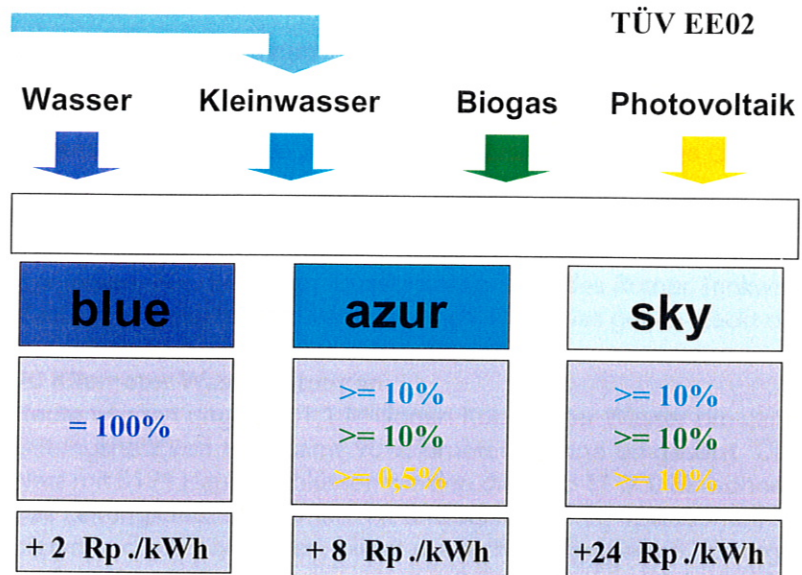 TÜV EE02
Wasser Kleinwasser Biogas Photovoltaik
blue azur sky
= 100%
>= 10% >= 10%
>= 10% >= 10%
>= 0,5% >= 10%
+ 2 Rp ./kWh + 8 Rp ./kWh +24 Rp ./kWh